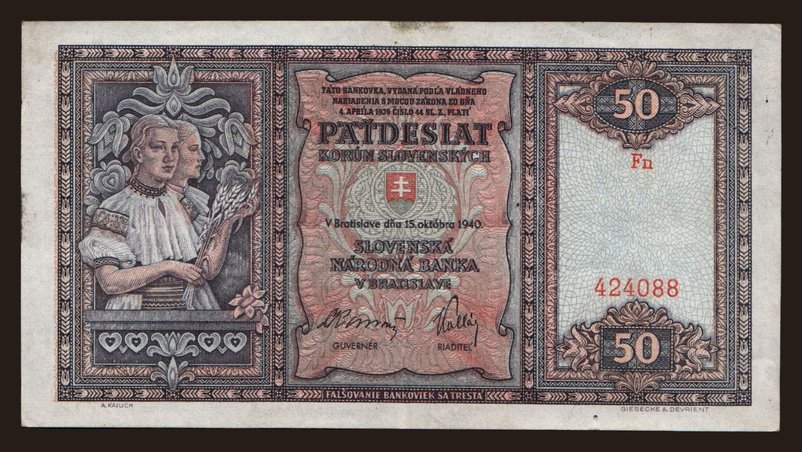 TÁTO BANKOVKA, VYDANÁ PODĽA VLÁDNEHO
NARIADENIA S MOCOU ZÁKONA ZO DŇA
4. APRÍLA 1939 ČÍSLO 44 SL. Z., PLATÍ
PÄŤDESIAT
KORÚN SLOVENSKÝCH
V Bratislave dňa 15. októbra 1940.
SLOVENSKÁ
NÁRODNÁ BANKA
V BRATISLAVE
GUVERNÉR RIADITEĽ
FALŠOVANIE BANKOVIEK SA TRESTÁ
50
Fn
424088
50
GIESECKE & DEVRIENT